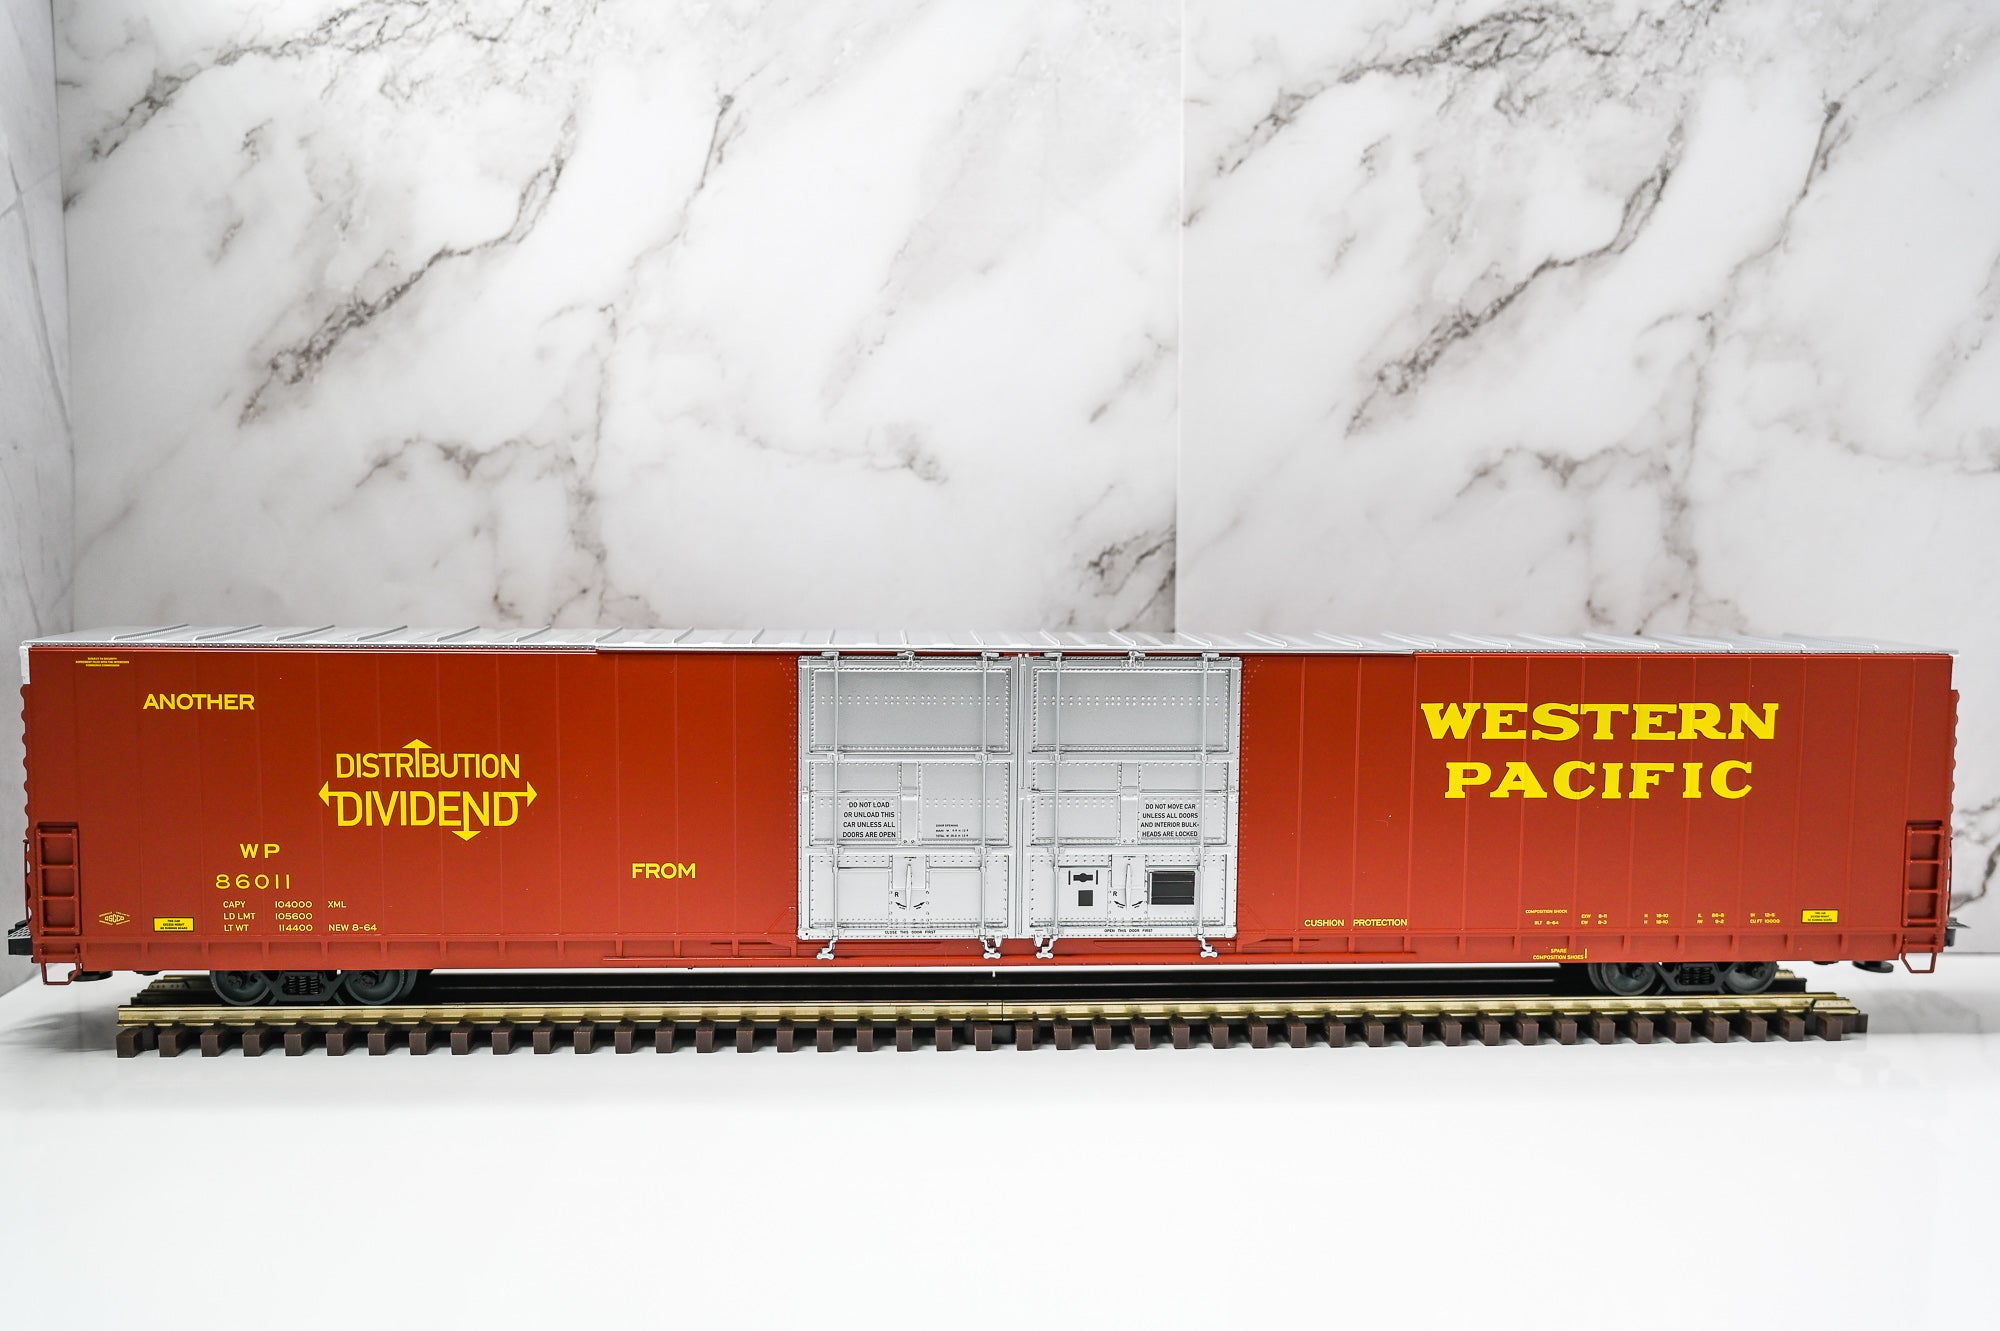 ANOTHER
DISTRIBUTION
DIVIDEND
WP
86011
CAPY 104000 XML
LD LMT 105600
LT WT 114400 NEW 8-64
FROM
DO NOT LOAD
OR UNLOAD THIS
CAR UNLESS ALL
DOORS ARE OPEN
R
CLOSE THIS DOOR FIRST
DO NOT MOVE CAR
UNLESS ALL DOORS
AND INTERIOR BULK-
HEADS ARE LOCKED
R
OPEN THIS DOOR FIRST
WESTERN
PACIFIC
CUSHION PROTECTION
COMPOSITION SHOES
SPARE
COMPOSITION SHOES